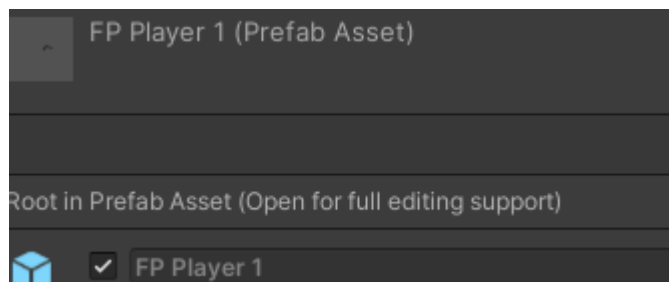 FP Player 1 (Prefab Asset)
Root in Prefab Asset (Open for full editing support)
FP Player 1